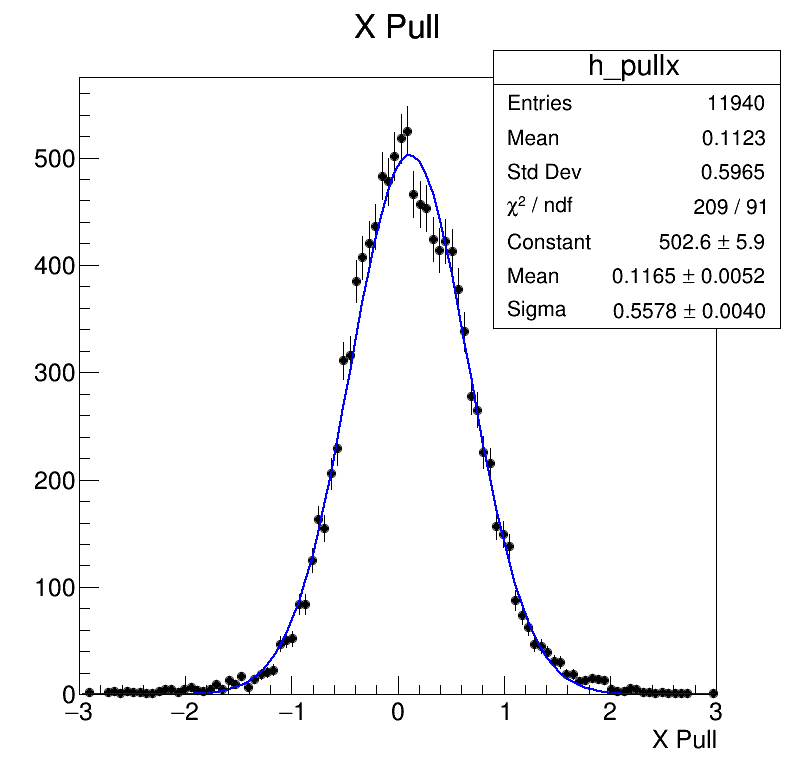 X Pull
h_pullx
Entries 11940
Mean 0.1123
Std Dev 0.5965
χ² / ndf 209 / 91
Constant 502.6 ± 5.9
Mean 0.1165 ± 0.0052
Sigma 0.5578 ± 0.0040
500
400
300
200
100
0
−3 −2 −1 0 1 2 3
X Pull